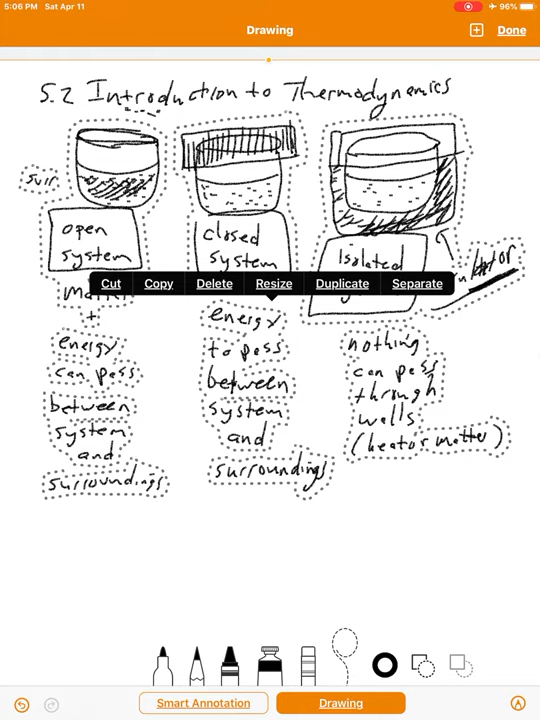 5:06 PM Sat Apr 11 96%
Drawing Done
5.2 Introduction to Thermodynamics
surr
open
system
closed
system
Isolated
Cut Copy Delete Resize Duplicate Separate
matter
+
energy
can pass
between
system
and
surroundings
energy
to pass
between
system
and
surroundings
nothing
can pass
through
walls
(heat or matter)
Smart Annotation Drawing